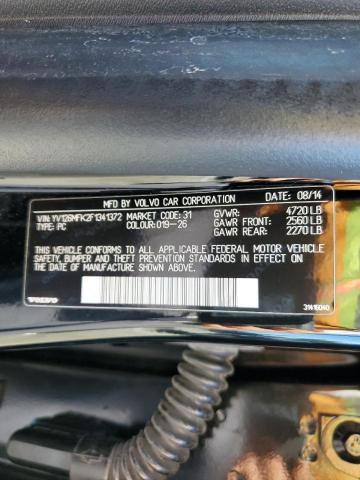 MFD BY VOLVO CAR CORPORATION DATE: 08/14
VIN: YV126MFK2F1341372 MARKET CODE: 31 GVWR: 4720 LB
TYPE: PC COLOUR: 019-26 GAWR FRONT: 2560 LB
GAWR REAR: 2270 LB
THIS VEHICLE CONFORMS TO ALL APPLICABLE FEDERAL MOTOR VEHICLE
SAFETY, BUMPER AND THEFT PREVENTION STANDARDS IN EFFECT ON
THE DATE OF MANUFACTURE SHOWN ABOVE.
VOLVO 31416040